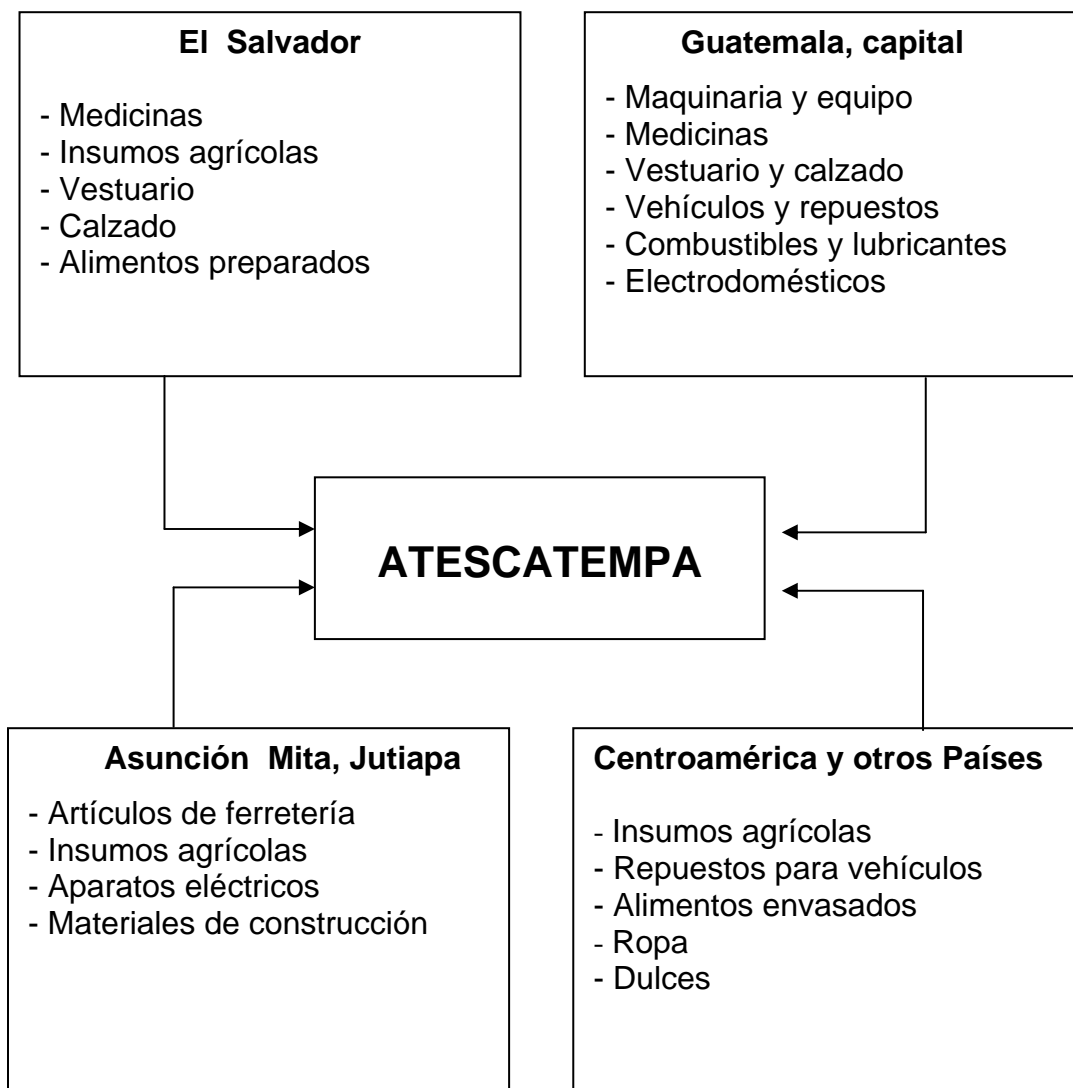 El Salvador
- Medicinas
- Insumos agrícolas
- Vestuario
- Calzado
- Alimentos preparados
Guatemala, capital
- Maquinaria y equipo
- Medicinas
- Vestuario y calzado
- Vehículos y repuestos
- Combustibles y lubricantes
- Electrodomésticos
ATESCATEMPA
Asunción Mita, Jutiapa
- Artículos de ferretería
- Insumos agrícolas
- Aparatos eléctricos
- Materiales de construcción
Centroamérica y otros Países
- Insumos agrícolas
- Repuestos para vehículos
- Alimentos envasados
- Ropa
- Dulces